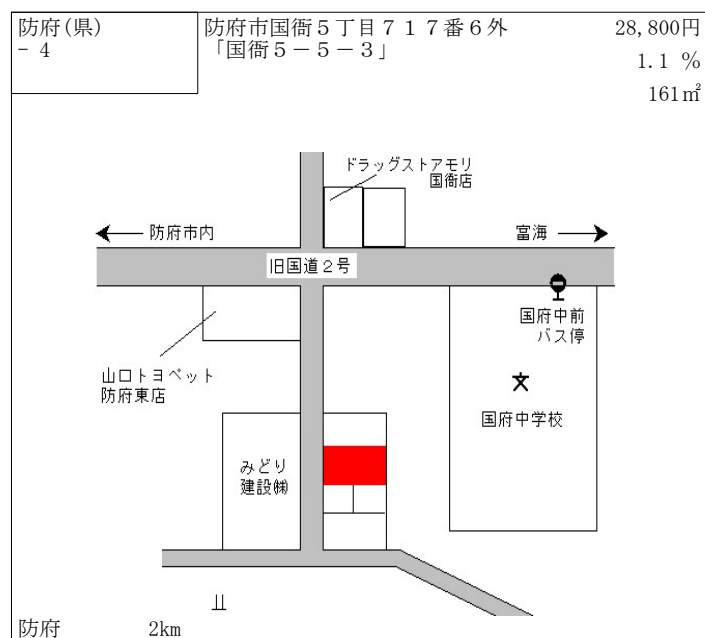 防府(県)
- 4
防府市国衙５丁目７１７番６外
「国衙５－５－３」
28,800円
1.1 %
161㎡
ドラッグストアモリ
国衙店
防府市内
富海
旧国道２号
国府中前
バス停
山口トヨペット
防府東店
国府中学校
みどり
建設㈱
防府 2km